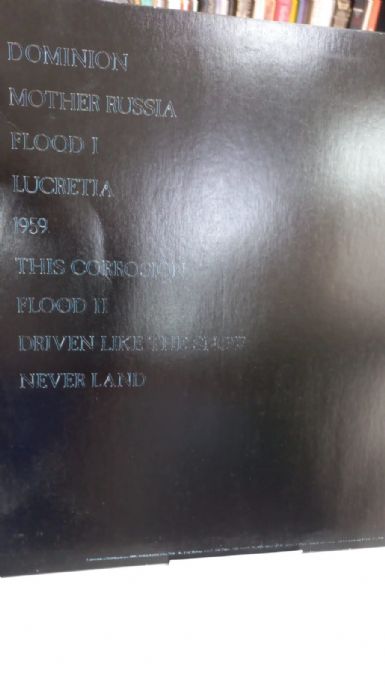 DOMINION
MOTHER RUSSIA
FLOOD I
LUCRETIA
1959
THIS CORROSION
FLOOD II
DRIVEN LIKE THE SNOW
NEVER LAND